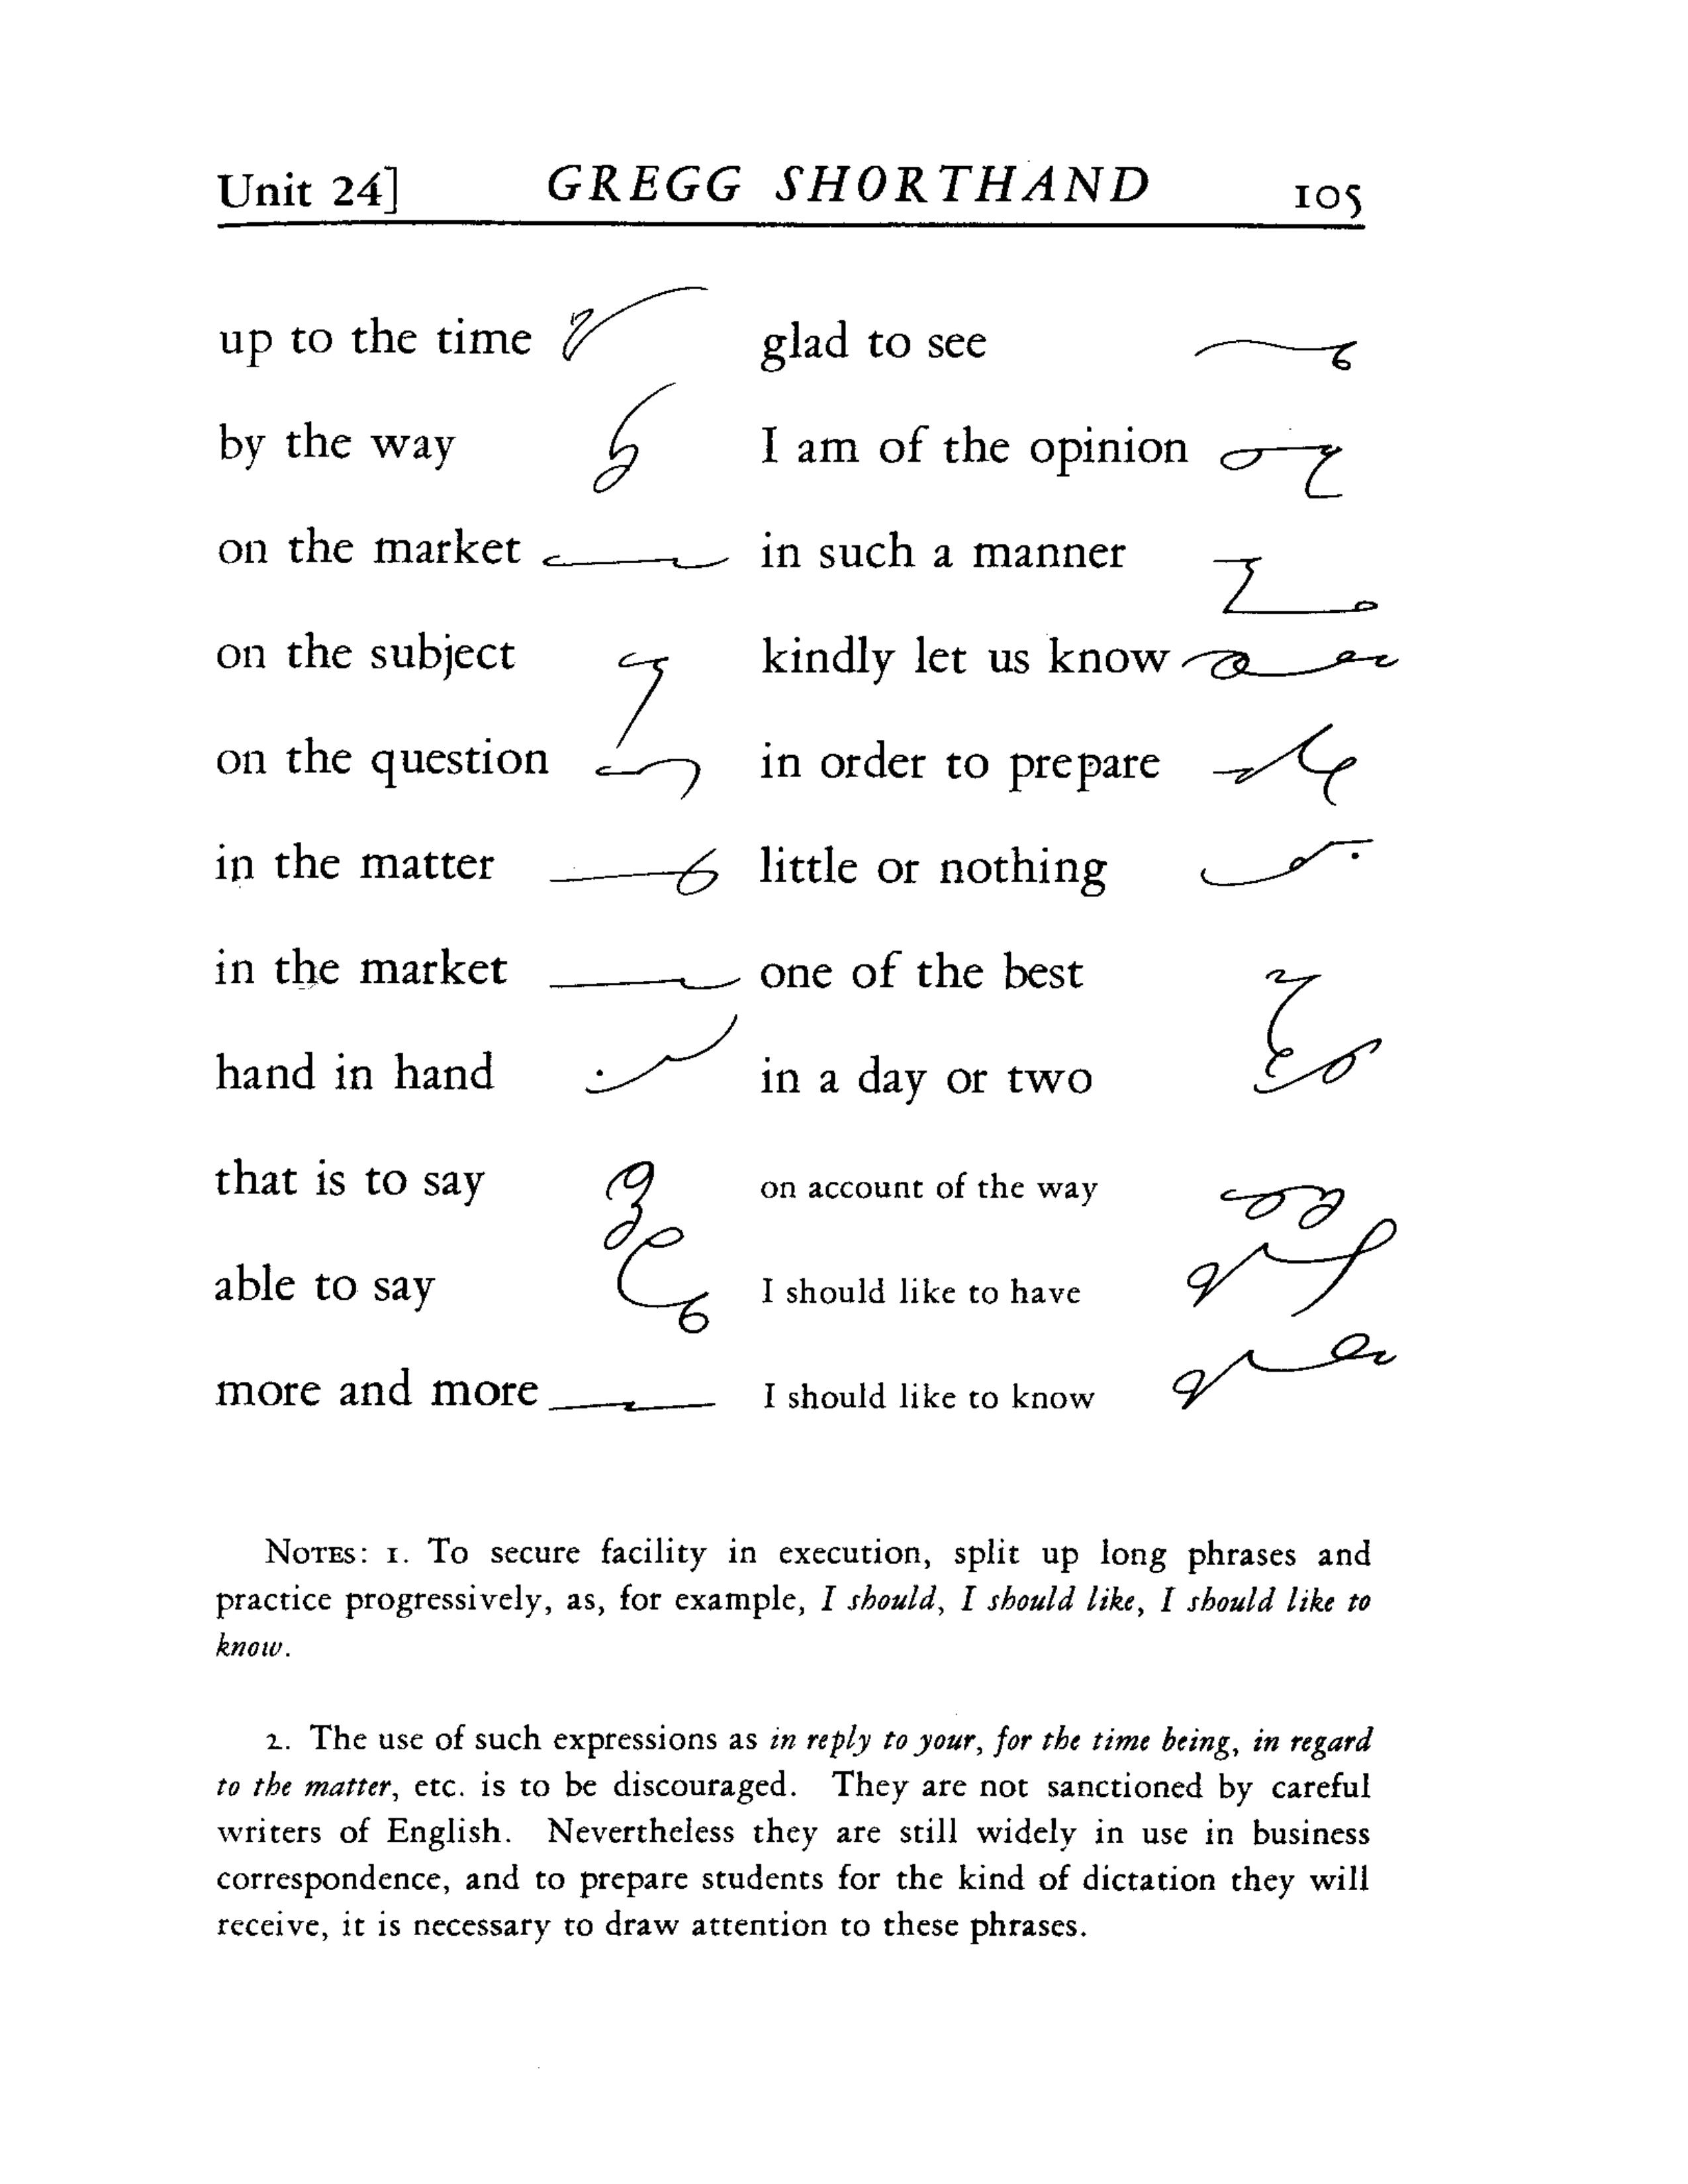 Unit 24] GREGG SHORTHAND 105
up to the time glad to see
by the way I am of the opinion
on the market in such a manner
on the subject kindly let us know
on the question in order to prepare
in the matter little or nothing
in the market one of the best
hand in hand in a day or two
that is to say on account of the way
able to say I should like to have
more and more I should like to know
NOTES: 1. To secure facility in execution, split up long phrases and
practice progressively, as, for example, I should, I should like, I should like to
know.
2. The use of such expressions as in reply to your, for the time being, in regard
to the matter, etc. is to be discouraged. They are not sanctioned by careful
writers of English. Nevertheless they are still widely in use in business
correspondence, and to prepare students for the kind of dictation they will
receive, it is necessary to draw attention to these phrases.